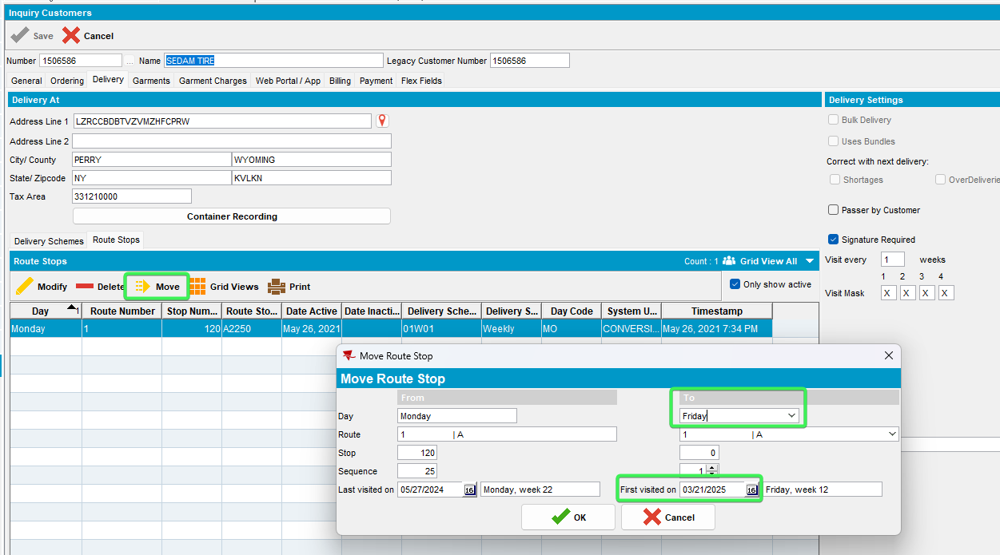 Inquiry Customers
Save Cancel
Number 1506586 ... Name SEDAM TIRE Legacy Customer Number 1506586
General Ordering Delivery Garments Garment Charges Web Portal / App Billing Payment Flex Fields
Delivery At
Delivery Settings
Address Line 1 LZRCCBDBTVZVMZHFCPRW
Bulk Delivery
Address Line 2
Uses Bundles
City/ County PERRY WYOMING
Correct with next delivery:
State/ Zipcode NY KVLKN
Shortages OverDeliverie
Tax Area 331210000
Container Recording
Passer by Customer
Delivery Schemes Route Stops
Signature Required
Route Stops Count : 1 Grid View All
Visit every 1 weeks
1 2 3 4
Modify Delete Move Grid Views Print Only show active
Visit Mask X X X X
Day 1 Route Number Stop Num... Route Sto... Date Active Date Inacti... Delivery Sche... Delivery S... Day Code System U... Timestamp
Monday 1 120 A2250 May 26, 2021 01W01 Weekly MO CONVERSI... May 26, 2021 7:34 PM
Move Route Stop
Move Route Stop
From To
Day Monday Friday
Route 1 | A 1 | A
Stop 120 0
Sequence 25 1
Last visited on 05/27/2024 16 Monday, week 22 First visited on 03/21/2025 16 Friday, week 12
OK Cancel